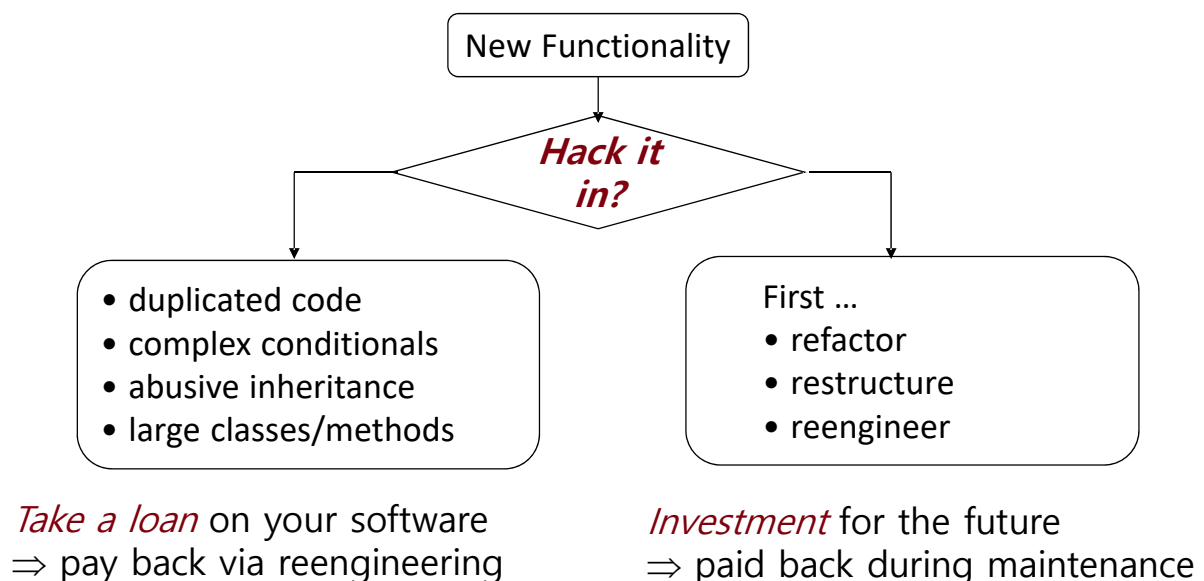 New Functionality
Hack it
in?
• duplicated code
• complex conditionals
• abusive inheritance
• large classes/methods
First ...
• refactor
• restructure
• reengineer
Take a loan on your software
⇒ pay back via reengineering
Investment for the future
⇒ paid back during maintenance